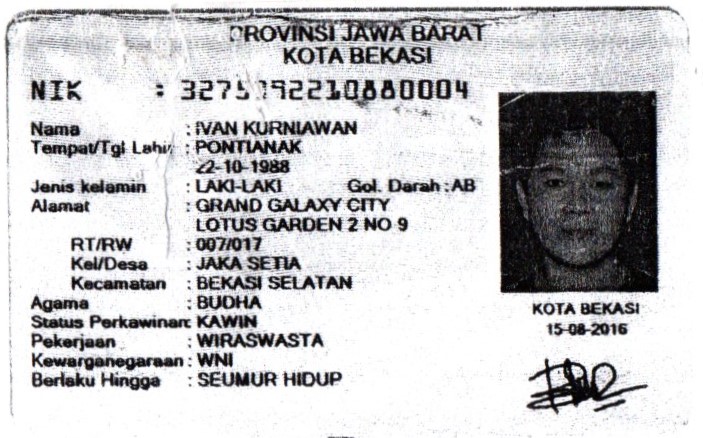 PROVINSI JAWA BARAT
KOTA BEKASI
NIK :
Nama : IVAN KURNIAWAN
Tempat/Tgl Lahir : PONTIANAK
22-10-1988
Jenis kelamin : LAKI-LAKI Gol. Darah : AB
Alamat : GRAND GALAXY CITY
LOTUS GARDEN 2 NO 9
RT/RW : 007/017
Kel/Desa : JAKA SETIA
Kecamatan : BEKASI SELATAN
Agama : BUDHA
Status Perkawinan: KAWIN
Pekerjaan : WIRASWASTA
Kewarganegaraan : WNI
Berlaku Hingga : SEUMUR HIDUP
KOTA BEKASI
15-08-2016